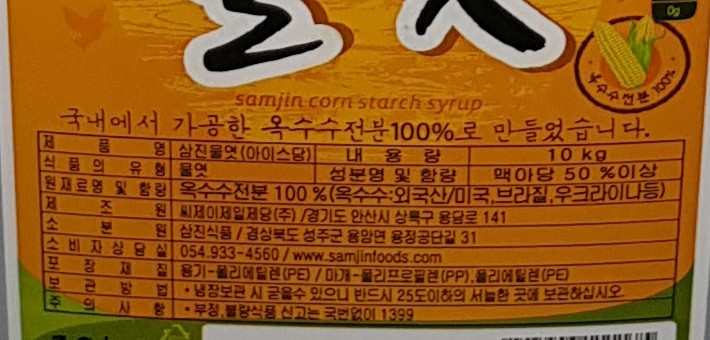 물엿
0g
옥수수전분 100%
samjin corn starch syrup
국내에서 가공한 옥수수전분100%로 만들었습니다.
제 품 명 삼진물엿(아이스당) 내 용 량 10 kg
식 품 의 유 형 물엿 성분명 및 함량 맥아당 50 %이상
원재료명 및 함량 옥수수전분 100 %(옥수수:외국산/미국,브라질,우크라이나등)
제 조 원 씨제이제일제당(주) /경기도 안산시 상록구 용담로 141
소 분 원 삼진식품 / 경상북도 성주군 용암면 용정공단길 31
소 비 자 상 담 실 054.933-4560 / www.samjinfoods.com
포 장 재 질 용기-폴리에틸렌(PE) / 마개-폴리프로필렌(PP),폴리에틸렌(PE)
보 관 방 법 • 냉장보관 시 굳을수 있으니 반드시 25도이하의 서늘한 곳에 보관하십시오.
주 의 사 항 • 부정,불량식품 신고는 국번없이 1399